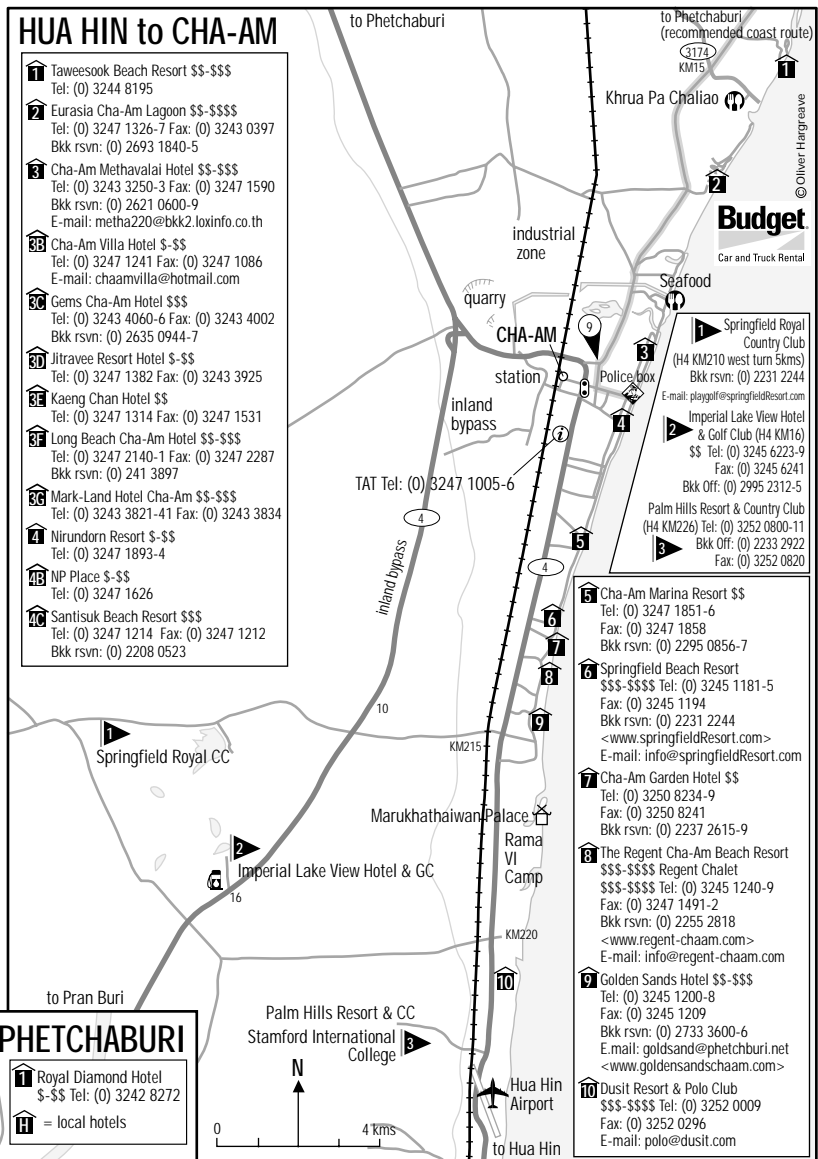 HUA HIN to CHA-AM
1 Taweesook Beach Resort $$-$$$
Tel: (0) 3244 8195
2 Eurasia Cha-Am Lagoon $$-$$$$
Tel: (0) 3247 1326-7 Fax: (0) 3243 0397
Bkk rsvn: (0) 2693 1840-5
3 Cha-Am Methavalai Hotel $$-$$$
Tel: (0) 3243 3250-3 Fax: (0) 3247 1590
Bkk rsvn: (0) 2621 0600-9
E-mail: metha220@bkk2.loxinfo.co.th
3B Cha-Am Villa Hotel $-$$
Tel: (0) 3247 1241 Fax: (0) 3247 1086
E-mail: chaamvilla@hotmail.com
3C Gems Cha-Am Hotel $$$
Tel: (0) 3243 4060-6 Fax: (0) 3243 4002
Bkk rsvn: (0) 2635 0944-7
3D Jitravee Resort Hotel $-$$
Tel: (0) 3247 1382 Fax: (0) 3243 3925
3E Kaeng Chan Hotel $$
Tel: (0) 3247 1314 Fax: (0) 3247 1531
3F Long Beach Cha-Am Hotel $$-$$$
Tel: (0) 3247 2140-1 Fax: (0) 3247 2287
Bkk rsvn: (0) 241 3897
3G Mark-Land Hotel Cha-Am $$-$$$
Tel: (0) 3243 3821-41 Fax: (0) 3243 3834
4 Nirundorn Resort $-$$
Tel: (0) 3247 1893-4
4B NP Place $-$$
Tel: (0) 3247 1626
4C Santisuk Beach Resort $$$
Tel: (0) 3247 1214 Fax: (0) 3247 1212
Bkk rsvn: (0) 2208 0523
to Phetchaburi
to Phetchaburi
(recommended coast route)
3174
KM15
1
Khrua Pa Chaliao
© Oliver Hargreave
2
Budget
Car and Truck Rental
industrial
zone
Seafood
quarry
9
CHA-AM
3
station
Police box
4
inland
bypass
i
TAT Tel: (0) 3247 1005-6
4
inland bypass
5
4
6
7
8
9
10
1
Springfield Royal CC
KM215
Marukhathaiwan Palace
Rama
VI
Camp
2
Imperial Lake View Hotel & GC
16
KM220
10
to Pran Buri
Palm Hills Resort & CC
Stamford International
College
3
N
0 4 kms
Hua Hin
Airport
to Hua Hin
1 Springfield Royal
Country Club
(H4 KM210 west turn 5kms)
Bkk rsvn: (0) 2231 2244
E-mail: playgolf@springfieldResort.com
Imperial Lake View Hotel
2 & Golf Club (H4 KM16)
$$ Tel: (0) 3245 6223-9
Fax: (0) 3245 6241
Bkk Off: (0) 2995 2312-5
Palm Hills Resort & Country Club
(H4 KM226) Tel: (0) 3252 0800-11
3 Bkk Off: (0) 2233 2922
Fax: (0) 3252 0820
5 Cha-Am Marina Resort $$
Tel: (0) 3247 1851-6
Fax: (0) 3247 1858
Bkk rsvn: (0) 2295 0856-7
6 Springfield Beach Resort
$$$-$$$$ Tel: (0) 3245 1181-5
Fax: (0) 3245 1194
Bkk rsvn: (0) 2231 2244
<www.springfieldResort.com>
E-mail: info@springfieldResort.com
7 Cha-Am Garden Hotel $$
Tel: (0) 3250 8234-9
Fax: (0) 3250 8241
Bkk rsvn: (0) 2237 2615-9
8 The Regent Cha-Am Beach Resort
$$$-$$$$ Regent Chalet
$$$-$$$$ Tel: (0) 3245 1240-9
Fax: (0) 3247 1491-2
Bkk rsvn: (0) 2255 2818
<www.regent-chaam.com>
E-mail: info@regent-chaam.com
9 Golden Sands Hotel $$-$$$
Tel: (0) 3245 1200-8
Fax: (0) 3245 1209
Bkk rsvn: (0) 2733 3600-6
E.mail: goldsand@phetchburi.net
<www.goldensandschaam.com>
10 Dusit Resort & Polo Club
$$$-$$$$ Tel: (0) 3252 0009
Fax: (0) 3252 0296
E-mail: polo@dusit.com
PHETCHABURI
1 Royal Diamond Hotel
$-$$ Tel: (0) 3242 8272
H = local hotels